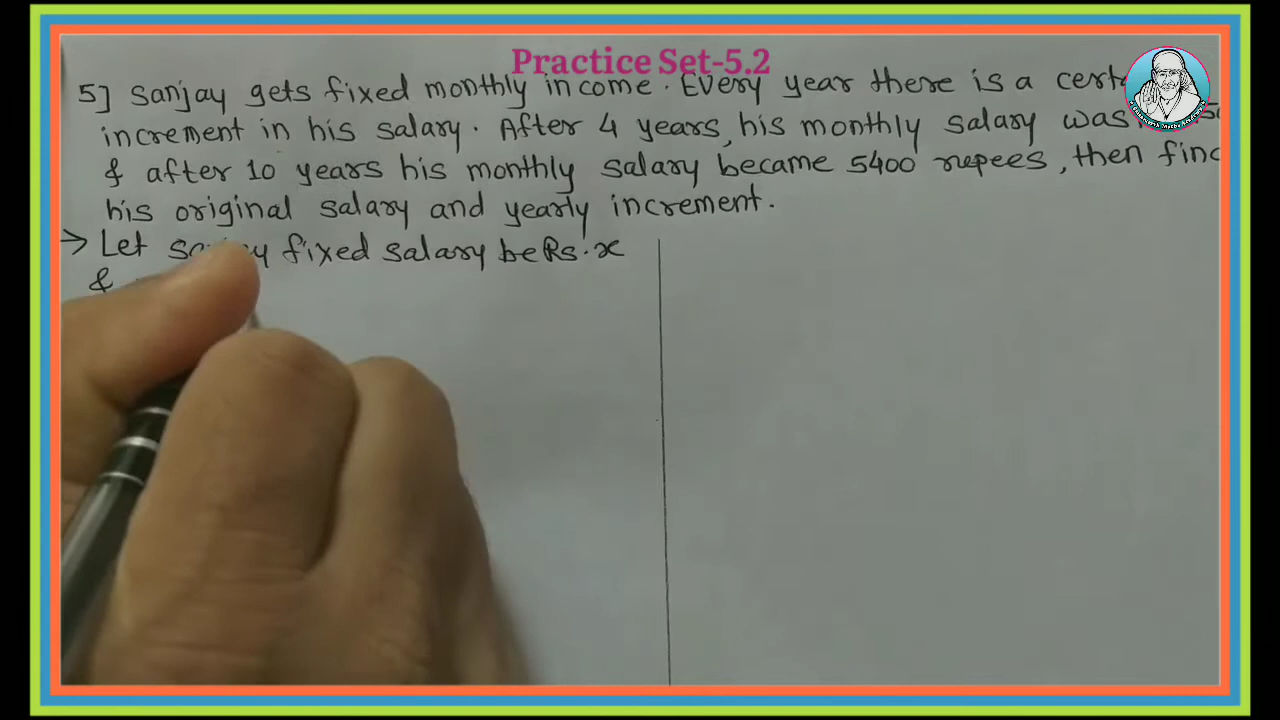 Practice Set-5.2
5] Sanjay gets fixed monthly income. Every year there is a
increment in his salary. After 4 years, his monthly salary was
& after 10 years his monthly salary became 5400 rupees, then find
his original salary and yearly increment.
→ Let fixed salary be Rs. x
&